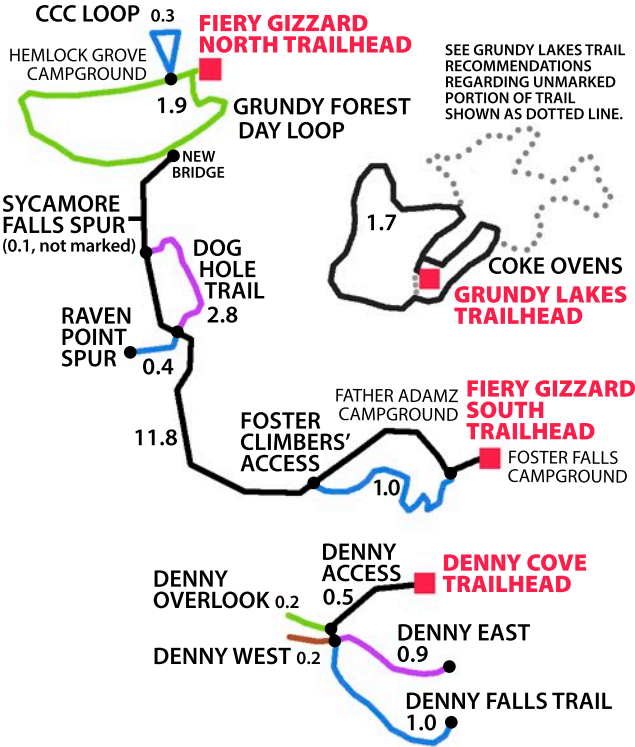 CCC LOOP
0.3
FIERY GIZZARD
NORTH TRAILHEAD
HEMLOCK GROVE
CAMPGROUND
1.9
GRUNDY FOREST
DAY LOOP
SEE GRUNDY LAKES TRAIL
RECOMMENDATIONS
REGARDING UNMARKED
PORTION OF TRAIL
SHOWN AS DOTTED LINE.
NEW
BRIDGE
SYCAMORE
FALLS SPUR
(0.1, not marked)
1.7
DOG
HOLE
TRAIL
2.8
COKE OVENS
GRUNDY LAKES
TRAILHEAD
RAVEN
POINT
SPUR
0.4
11.8
FATHER ADAMZ
CAMPGROUND
FIERY GIZZARD
SOUTH
TRAILHEAD
FOSTER
CLIMBERS'
ACCESS
FOSTER FALLS
CAMPGROUND
1.0
DENNY
ACCESS
0.5
DENNY COVE
TRAILHEAD
DENNY
OVERLOOK 0.2
DENNY WEST 0.2
DENNY EAST
0.9
DENNY FALLS TRAIL
1.0